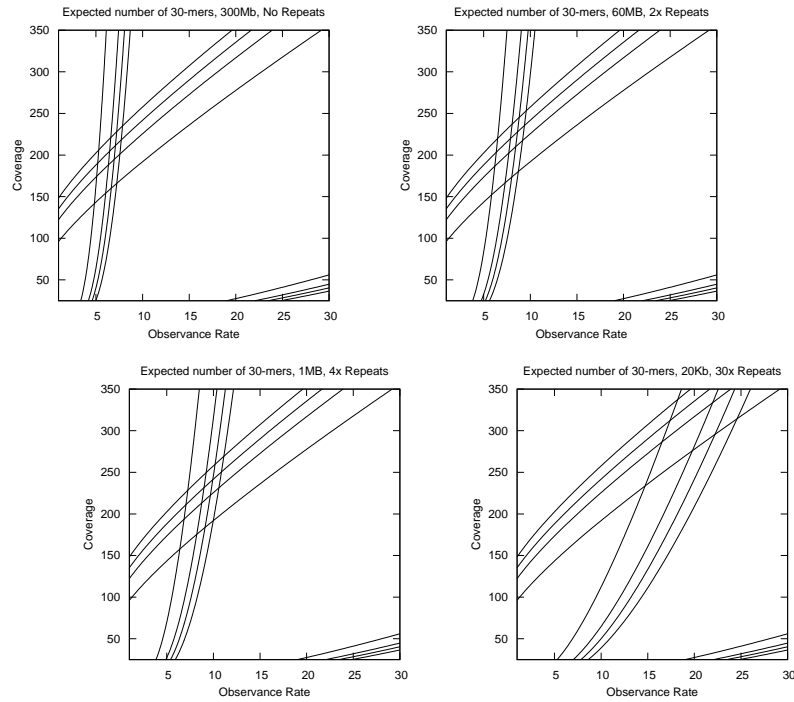 Expected number of 30-mers, 300Mb, No Repeats
350
300
250
200
150
100
50
Coverage
5 10 15 20 25 30
Observance Rate
Expected number of 30-mers, 60MB, 2x Repeats
350
300
250
200
150
100
50
Coverage
5 10 15 20 25 30
Observance Rate
Expected number of 30-mers, 1MB, 4x Repeats
350
300
250
200
150
100
50
Coverage
5 10 15 20 25 30
Observance Rate
Expected number of 30-mers, 20Kb, 30x Repeats
350
300
250
200
150
100
50
Coverage
5 10 15 20 25 30
Observance Rate